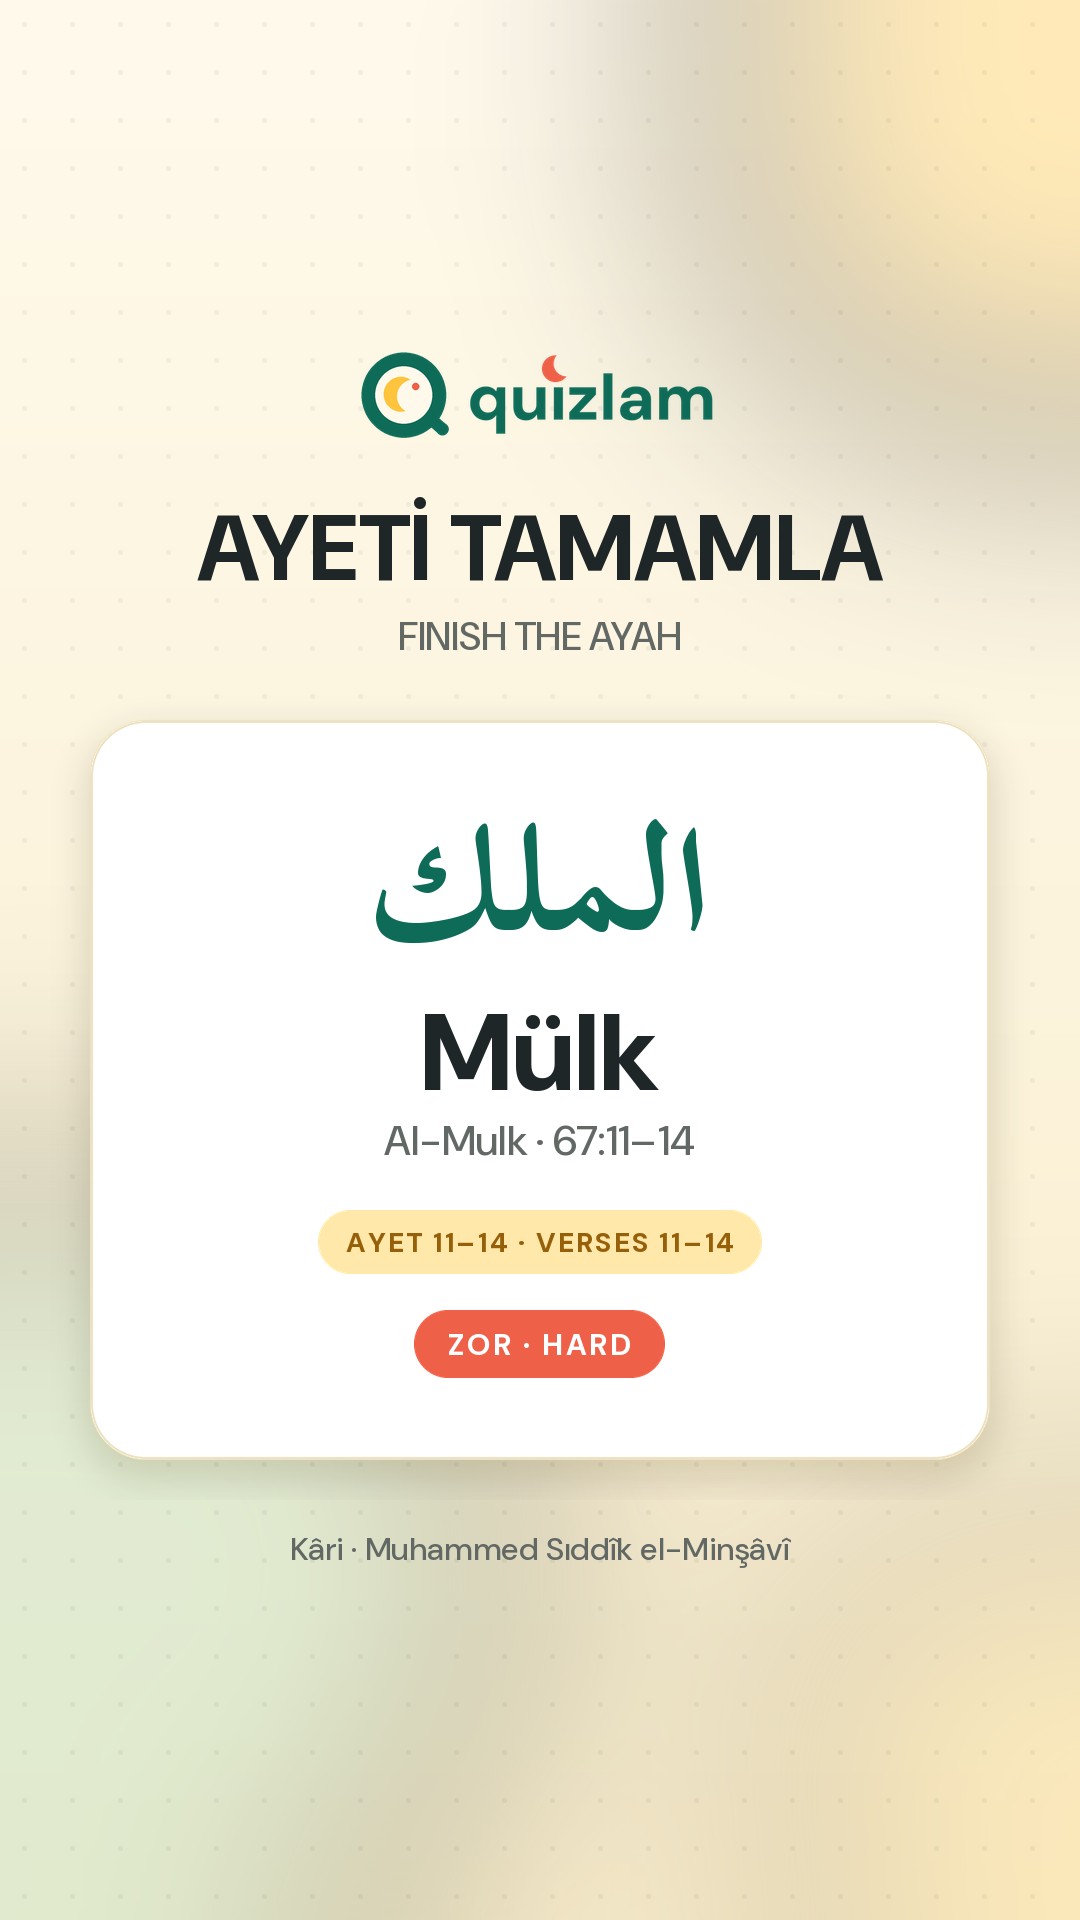 quizlam
AYETİ TAMAMLA
FINISH THE AYAH
الملك
Mülk
Al-Mulk · 67:11–14
AYET 11–14 · VERSES 11–14
ZOR · HARD
Kâri · Muhammed Sıddîk el-Minşâvî